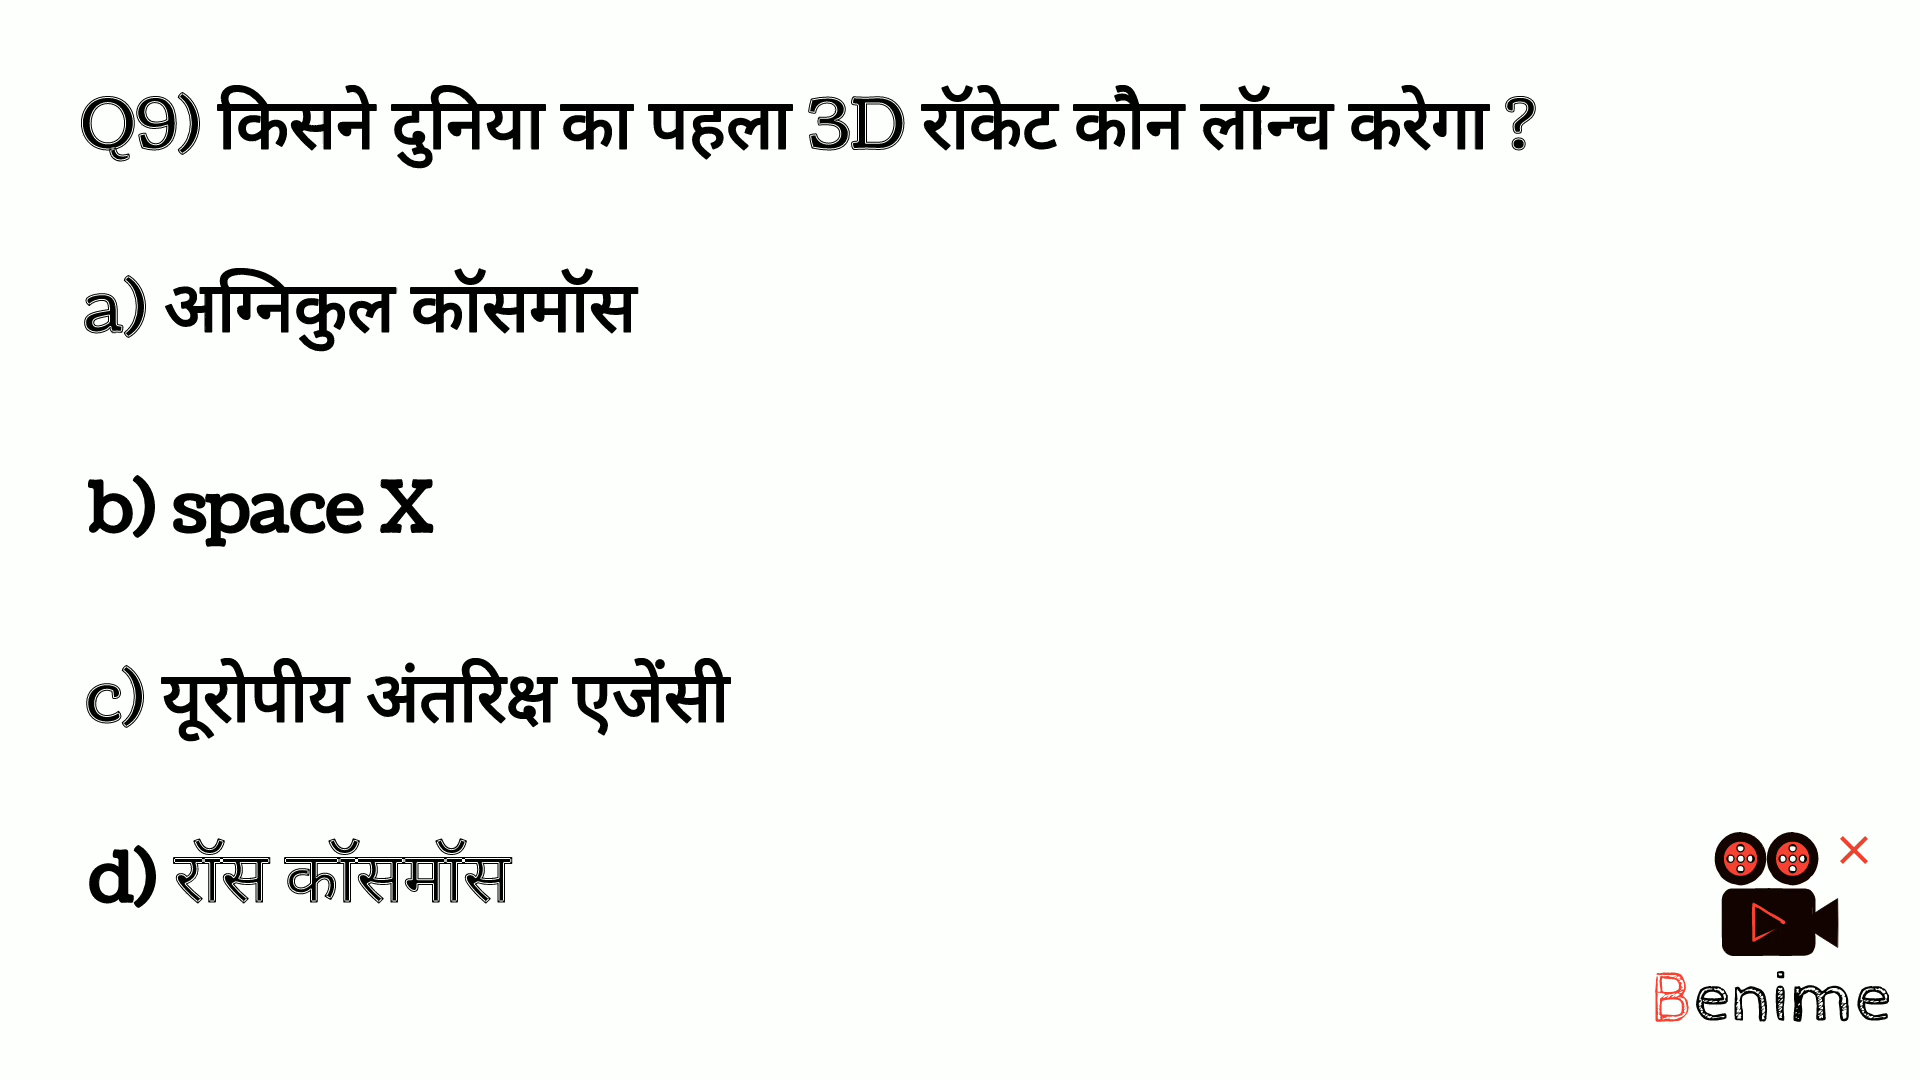 Q9) किसने दुनिया का पहला 3D रॉकेट कौन लॉन्च करेगा ?
a) अग्निकुल कॉसमॉस
b) space X
c) यूरोपीय अंतरिक्ष एजेंसी
d) रॉस कॉसमॉस
Benime